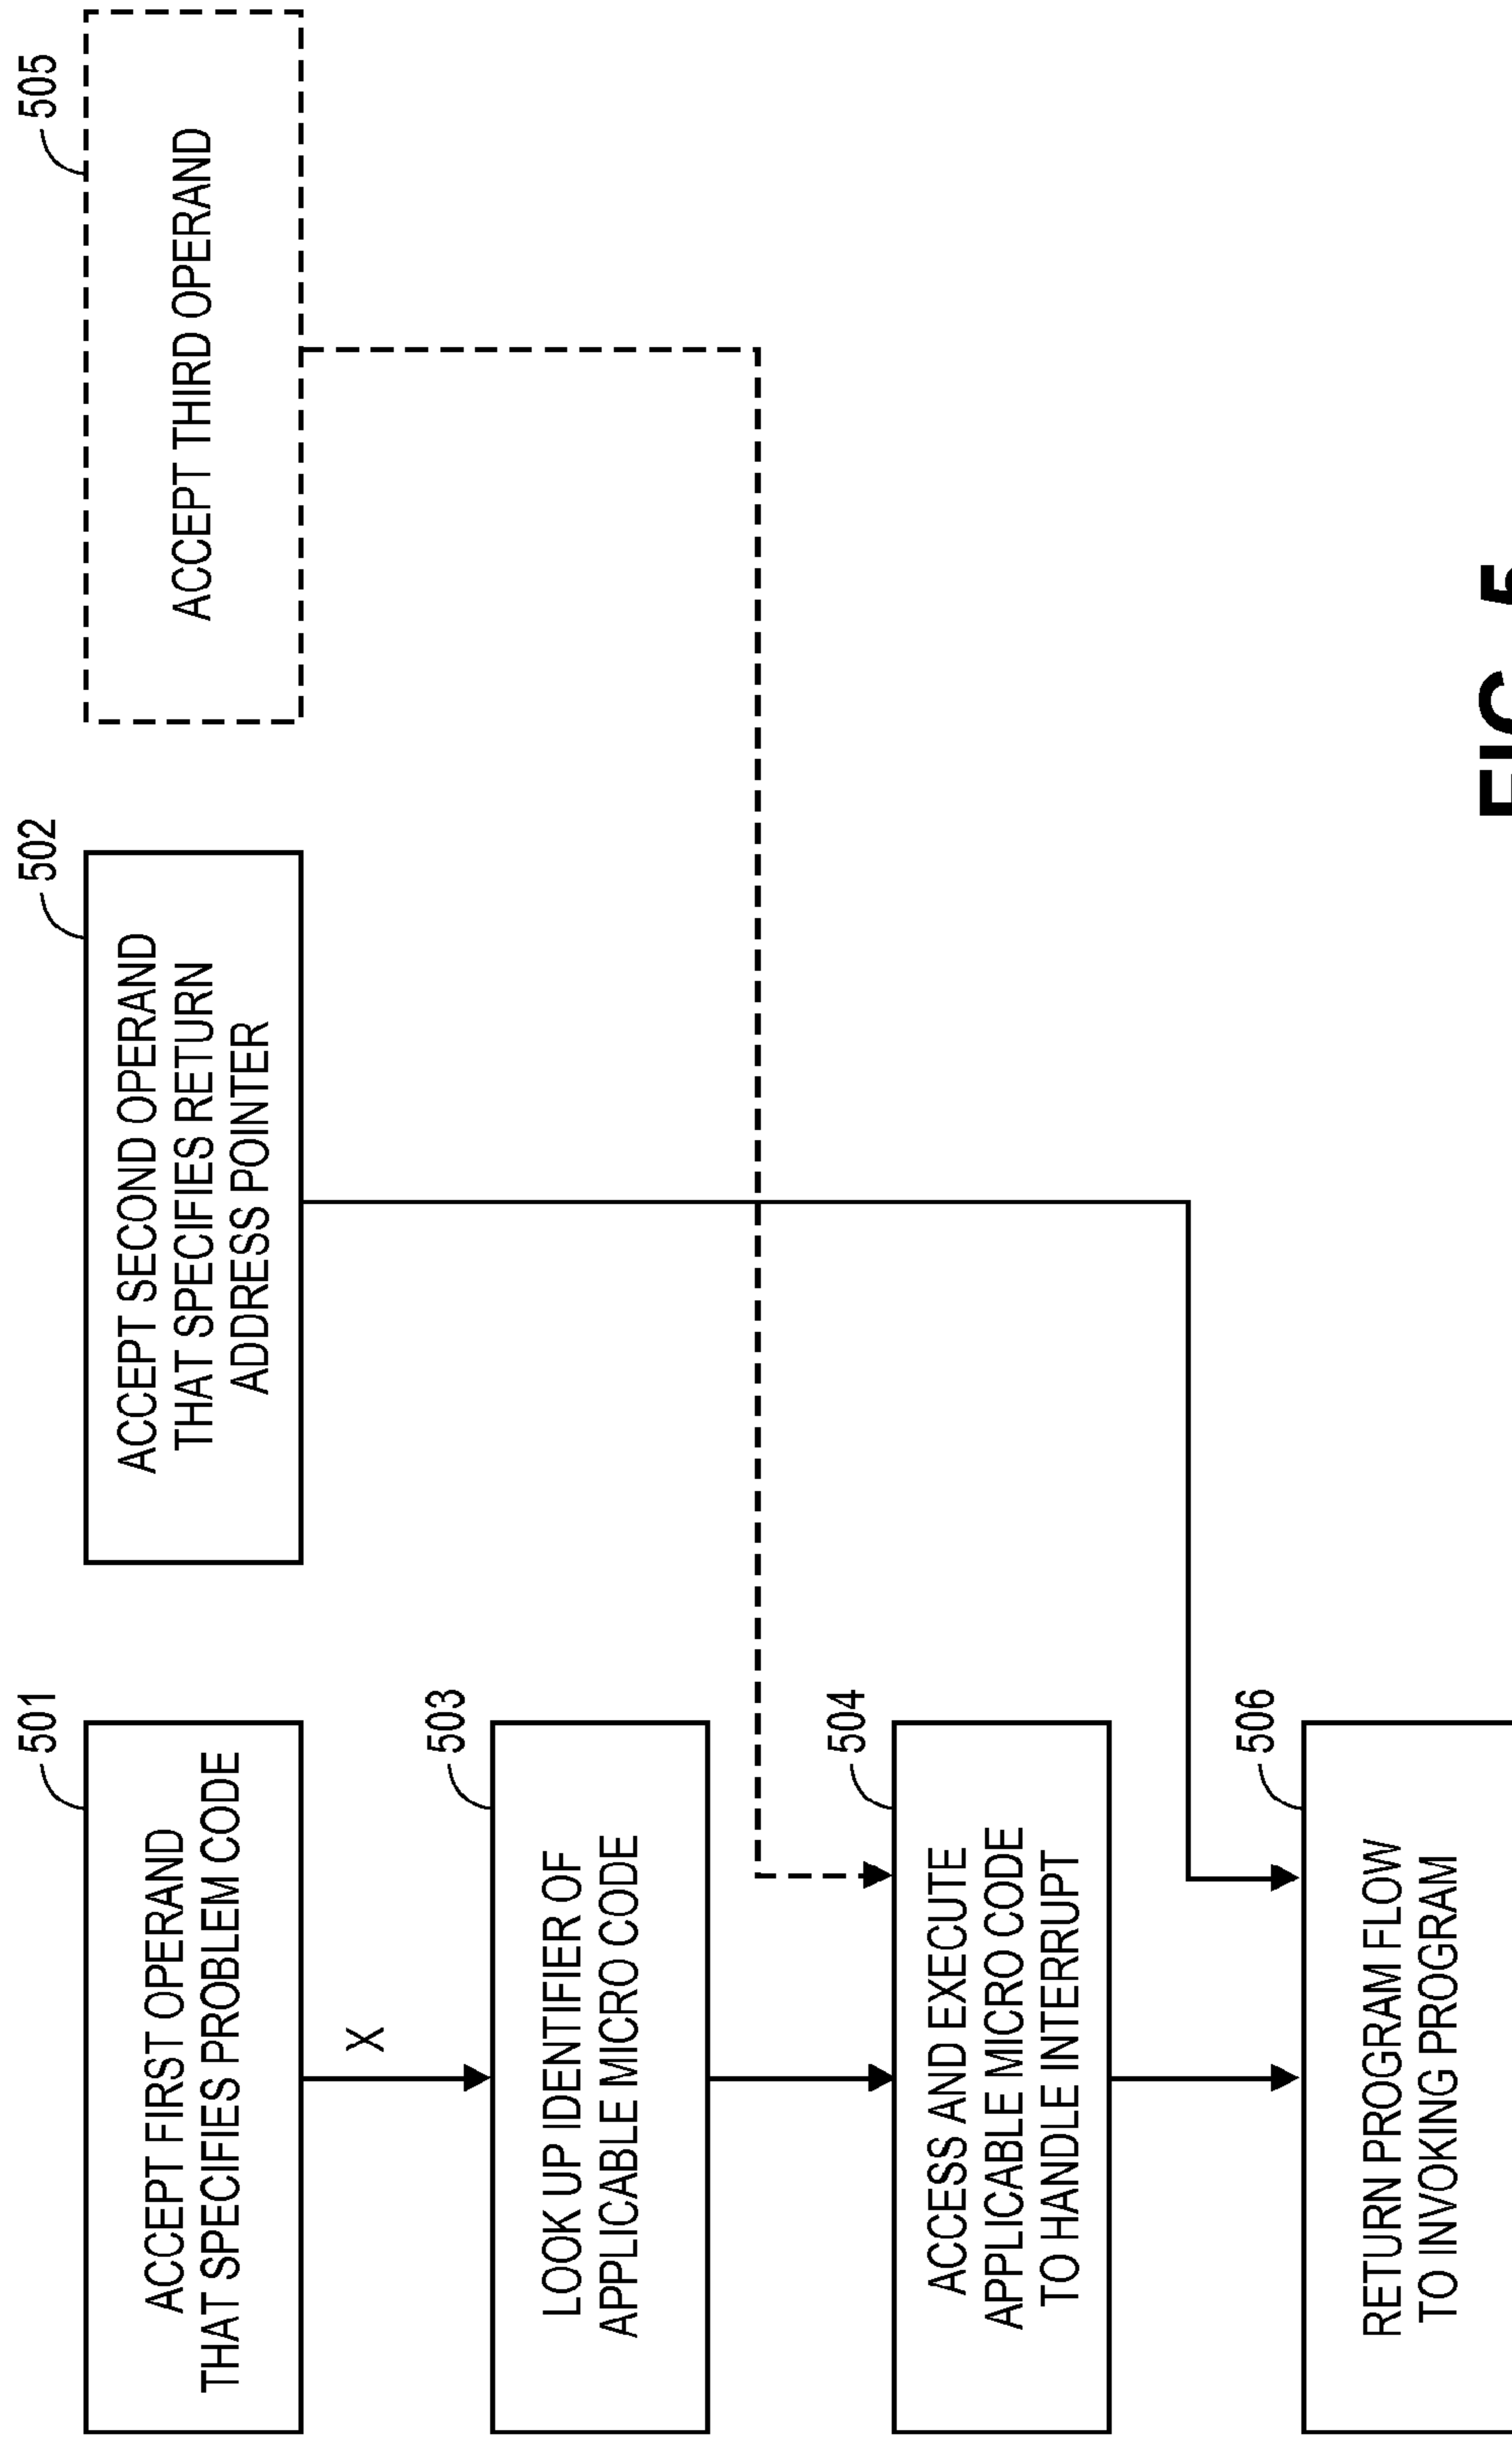 501
ACCEPT FIRST OPERAND
THAT SPECIFIES PROBLEM CODE
502
ACCEPT SECOND OPERAND
THAT SPECIFIES RETURN
ADDRESS POINTER
505
ACCEPT THIRD OPERAND
X
503
LOOK UP IDENTIFIER OF
APPLICABLE MICRO CODE
504
ACCESS AND EXECUTE
APPLICABLE MICRO CODE
TO HANDLE INTERRUPT
506
RETURN PROGRAM FLOW
TO INVOKING PROGRAM
FIG. 5